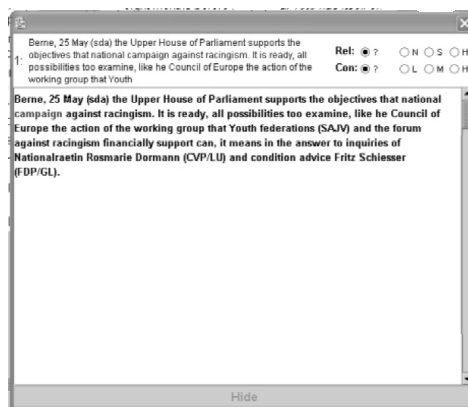 Berne, 25 May (sda) the Upper House of Parliament supports the
objectives that national campaign against racingism. It is ready, all
1: possibilities too examine, like he Council of Europe the action of the
working group that Youth
Rel: ? N S H
Con: ? L M H
Berne, 25 May (sda) the Upper House of Parliament supports the objectives that national
campaign against racingism. It is ready, all possibilities too examine, like he Council of
Europe the action of the working group that Youth federations (SAJV) and the forum
against racingism financially support can, it means in the answer to inquiries of
Nationalraetin Rosmarie Dormann (CVP/LU) and condition advice Fritz Schiesser
(FDP/GL).
Hide